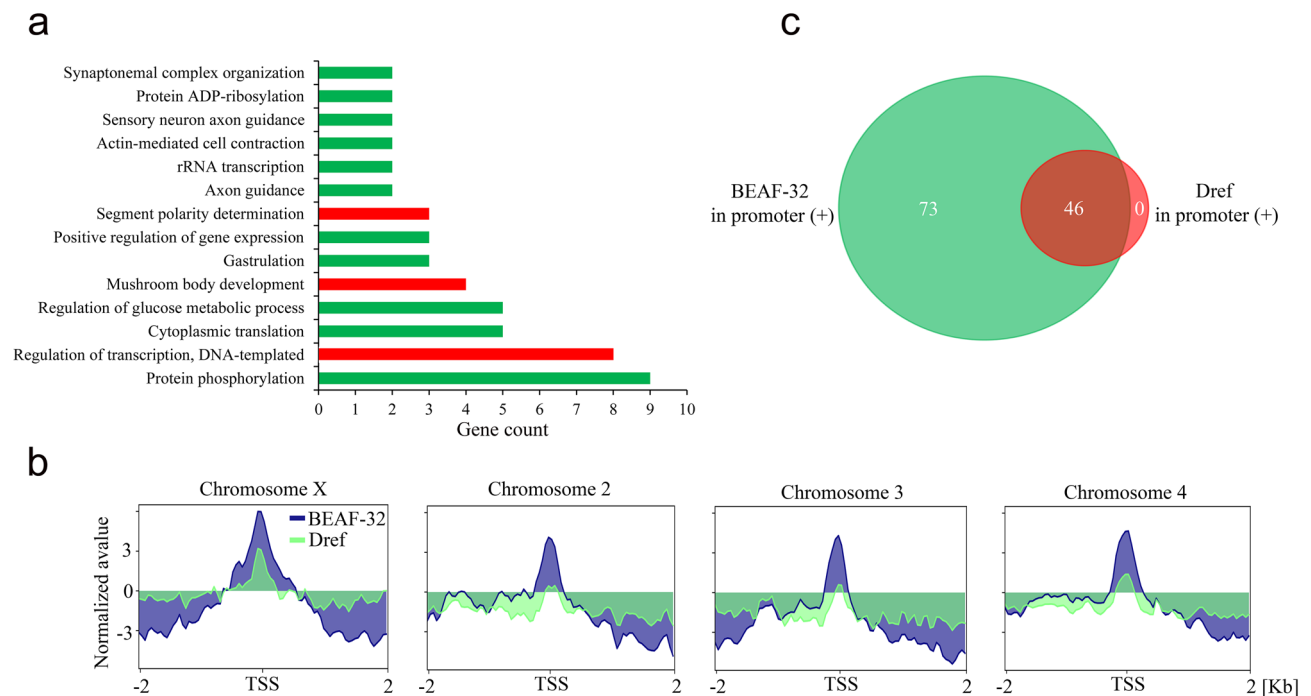 a
Synaptonemal complex organization
Protein ADP-ribosylation
Sensory neuron axon guidance
Actin-mediated cell contraction
rRNA transcription
Axon guidance
Segment polarity determination
Positive regulation of gene expression
Gastrulation
Mushroom body development
Regulation of glucose metabolic process
Cytoplasmic translation
Regulation of transcription, DNA-templated
Protein phosphorylation
0 1 2 3 4 5 6 7 8 9 10
Gene count
c
BEAF-32
in promoter (+)
73
46
0
Dref
in promoter (+)
b
Normalized avalue
Chromosome X
BEAF-32
Dref
3
0
-3
-2 TSS 2
Chromosome 2
-2 TSS 2
Chromosome 3
-2 TSS 2
Chromosome 4
-2 TSS 2 [Kb]